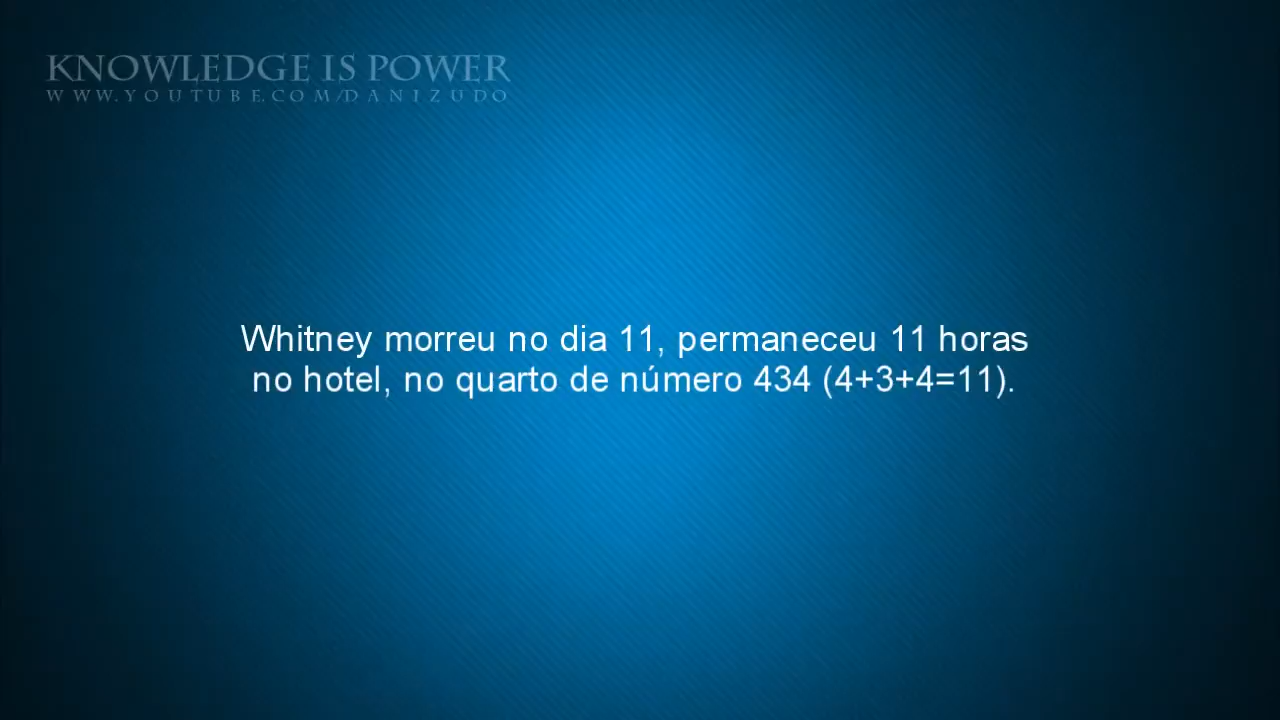 KNOWLEDGE IS POWER
WWW.YOUTUBE.COM/DANIZUDO
Whitney morreu no dia 11, permaneceu 11 horas
no hotel, no quarto de número 434 (4+3+4=11).